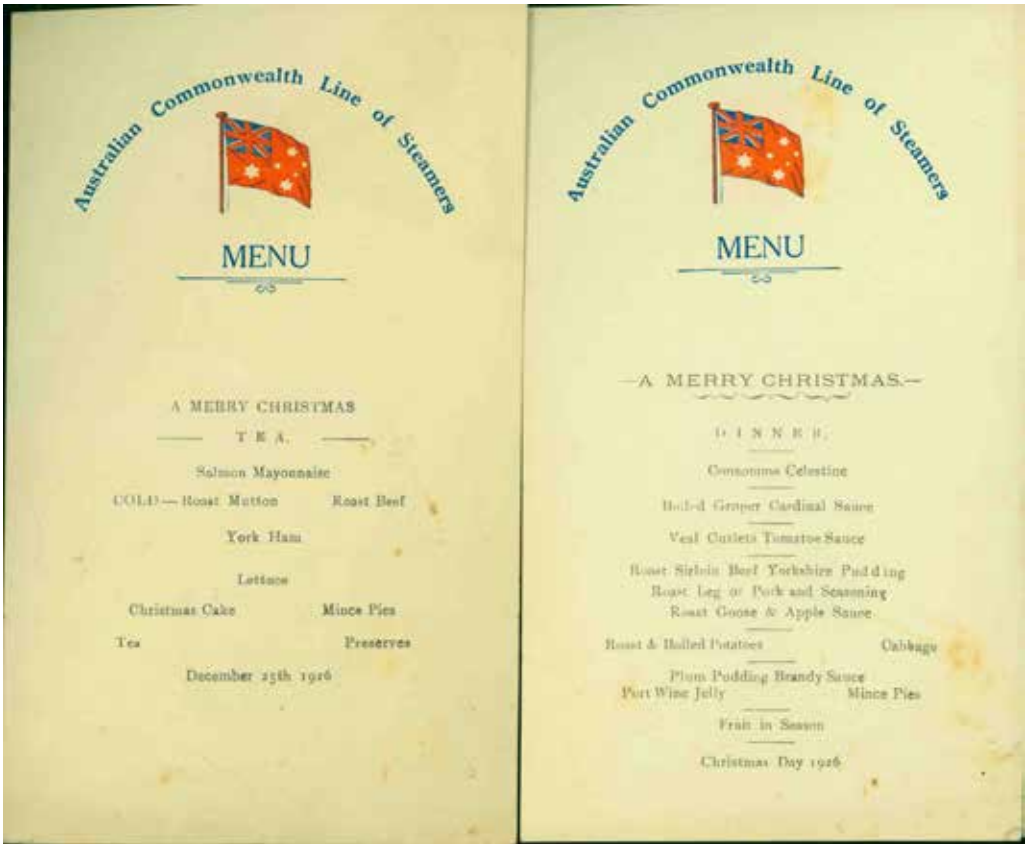 Australian Commonwealth Line of Steamers
MENU
A MERRY CHRISTMAS
TEA.
Salmon Mayonnaise
COLD — Roast Mutton Roast Beef
York Ham
Lettuce
Christmas Cake Mince Pies
Tea Preserves
December 25th 1926
Australian Commonwealth Line of Steamers
MENU
—A MERRY CHRISTMAS.—
DINNER.
Consomme Celestine
Boiled Groper Cardinal Sauce
Veal Cutlets Tomatoe Sauce
Roast Sirloin Beef Yorkshire Pudding
Roast Leg of Pork and Seasoning
Roast Goose & Apple Sauce
Roast & Boiled Potatoes Cabbage
Plum Pudding Brandy Sauce
Port Wine Jelly Mince Pies
Fruit in Season
Christmas Day 1926